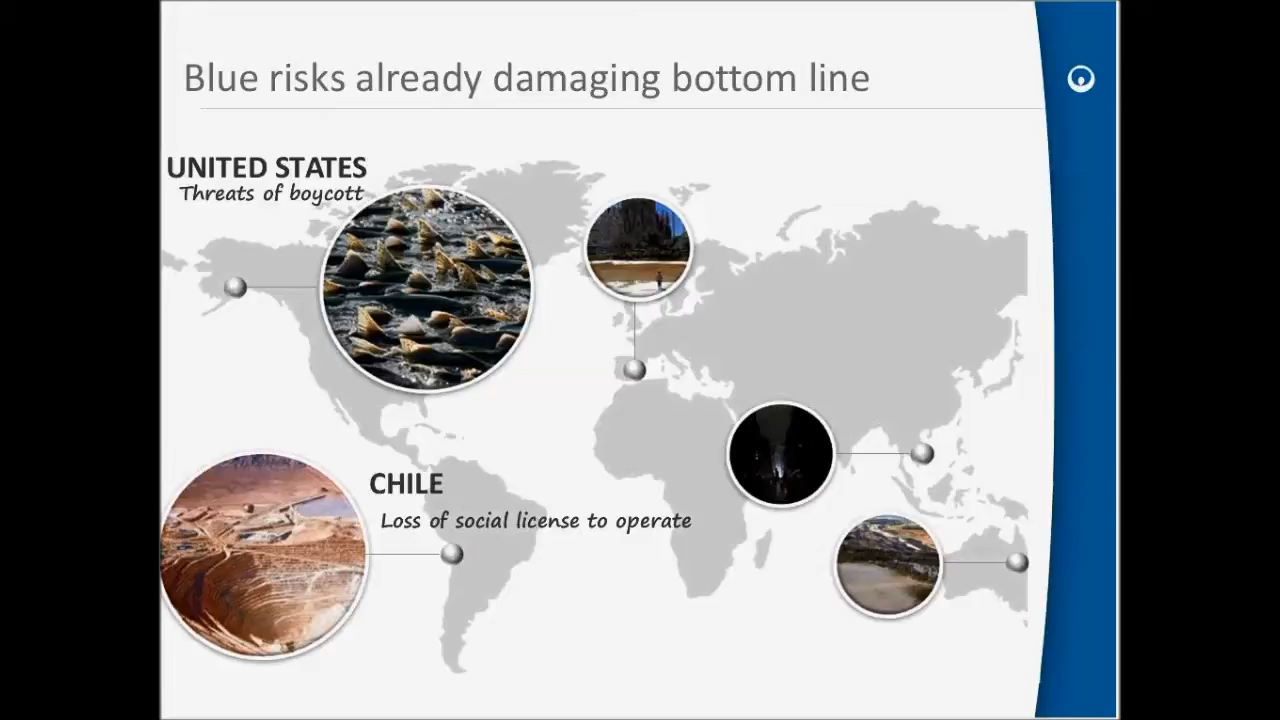 Blue risks already damaging bottom line
UNITED STATES
Threats of boycott
CHILE
Loss of social license to operate